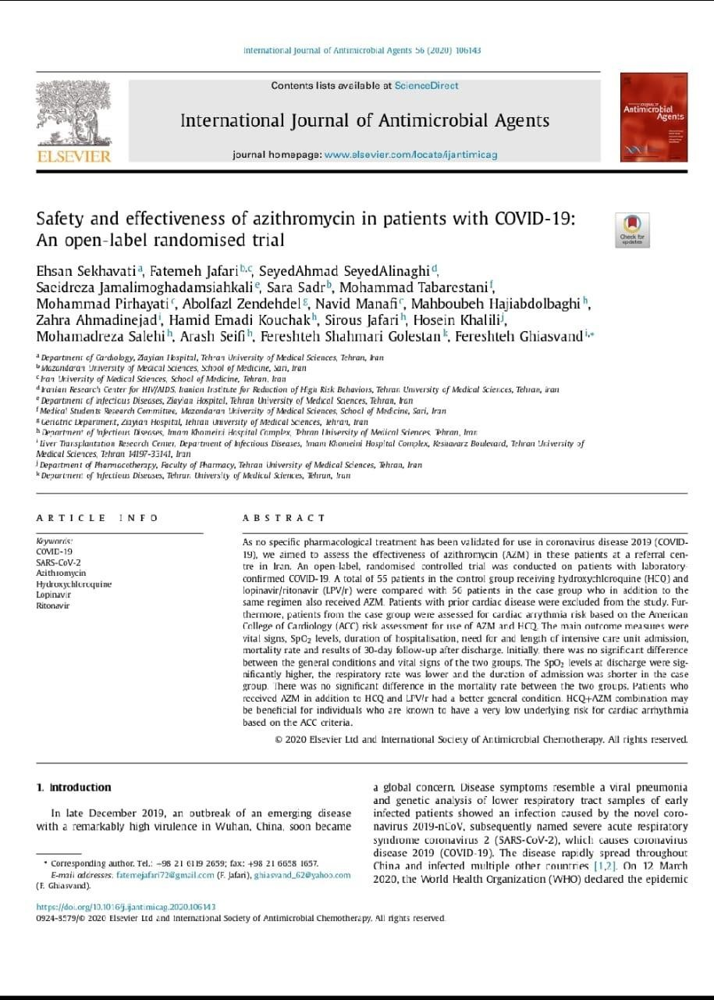 International Journal of Antimicrobial Agents 56 (2020) 106143
Contents lists available at ScienceDirect
International Journal of Antimicrobial Agents
journal homepage: www.elsevier.com/locate/ijantimicag
ELSEVIER
Antimicrobial
Agents
Safety and effectiveness of azithromycin in patients with COVID-19:
An open-label randomised trial
Check for
updates
Ehsan Sekhavati a, Fatemeh Jafari b,c, SeyedAhmad SeyedAlinaghi d,
Saeidreza Jamalimoghadamsiahkali e, Sara Sadr b, Mohammad Tabarestani f,
Mohammad Pirhayati c, Abolfazl Zendehdel g, Navid Manafi c, Mahboubeh Hajiabdolbaghi h,
Zahra Ahmadinejad i, Hamid Emadi Kouchak h, Sirous Jafari h, Hosein Khalili j,
Mohamadreza Salehi h, Arash Seifi h, Fereshteh Shahmari Golestan k, Fereshteh Ghiasvand i,*
a Department of Cardiology, Ziayian Hospital, Tehran University of Medical Sciences, Tehran, Iran
b Mazandaran University of Medical Sciences, School of Medicine, Sari, Iran
c Iran University of Medical Sciences, School of Medicine, Tehran, Iran
d Iranian Research Center for HIV/AIDS, Iranian Institute for Reduction of High Risk Behaviors, Tehran University of Medical Sciences, Tehran, Iran
e Department of Infectious Diseases, Ziayian Hospital, Tehran University of Medical Sciences, Tehran, Iran
f Medical Students Research Committee, Mazandaran University of Medical Sciences, School of Medicine, Sari, Iran
g Geriatric Department, Ziayian Hospital, Tehran University of Medical Sciences, Tehran, Iran
h Department of Infectious Diseases, Imam Khomeini Hospital Complex, Tehran University of Medical Sciences, Tehran, Iran
i Liver Transplantation Research Center, Department of Infectious Diseases, Imam Khomeini Hospital Complex, Keshavarz Boulevard, Tehran University of
Medical Sciences, Tehran 14197-33141, Iran
j Department of Pharmacotherapy, Faculty of Pharmacy, Tehran University of Medical Sciences, Tehran, Iran
k Department of Infectious Diseases, Tehran University of Medical Sciences, Tehran, Iran
ARTICLE INFO
Keywords:
COVID-19
SARS-CoV-2
Azithromycin
Hydroxychloroquine
Lopinavir
Ritonavir
ABSTRACT
As no specific pharmacological treatment has been validated for use in coronavirus disease 2019 (COVID-
19), we aimed to assess the effectiveness of azithromycin (AZM) in these patients at a referral cen-
tre in Iran. An open-label, randomised controlled trial was conducted on patients with laboratory-
confirmed COVID-19. A total of 55 patients in the control group receiving hydroxychloroquine (HCQ) and
lopinavir/ritonavir (LPV/r) were compared with 56 patients in the case group who in addition to the
same regimen also received AZM. Patients with prior cardiac disease were excluded from the study. Fur-
thermore, patients from the case group were assessed for cardiac arrythmia risk based on the American
College of Cardiology (ACC) risk assessment for use of AZM and HCQ. The main outcome measures were
vital signs, SpO2 levels, duration of hospitalisation, need for and length of intensive care unit admission,
mortality rate and results of 30-day follow-up after discharge. Initially, there was no significant difference
between the general conditions and vital signs of the two groups. The SpO2 levels at discharge were sig-
nificantly higher, the respiratory rate was lower and the duration of admission was shorter in the case
group. There was no significant difference in the mortality rate between the two groups. Patients who
received AZM in addition to HCQ and LPV/r had a better general condition. HCQ+AZM combination may
be beneficial for individuals who are known to have a very low underlying risk for cardiac arrhythmia
based on the ACC criteria.
© 2020 Elsevier Ltd and International Society of Antimicrobial Chemotherapy. All rights reserved.
1. Introduction
In late December 2019, an outbreak of an emerging disease
with a remarkably high virulence in Wuhan, China, soon became
* Corresponding author. Tel.: +98 21 6119 2659; fax: +98 21 6658 1657.
E-mail addresses: fatemejafari72@gmail.com (F. Jafari), ghiasvand_62@yahoo.com
(F. Ghiasvand).
a global concern. Disease symptoms resemble a viral pneumonia
and genetic analysis of lower respiratory tract samples of early
infected patients showed an infection caused by the novel coro-
navirus 2019-nCoV, subsequently named severe acute respiratory
syndrome coronavirus 2 (SARS-CoV-2), which causes coronavirus
disease 2019 (COVID-19). The disease rapidly spread throughout
China and infected multiple other countries [1,2]. On 12 March
2020, the World Health Organization (WHO) declared the epidemic
https://doi.org/10.1016/j.ijantimicag.2020.106143
0924-8579/© 2020 Elsevier Ltd and International Society of Antimicrobial Chemotherapy. All rights reserved.